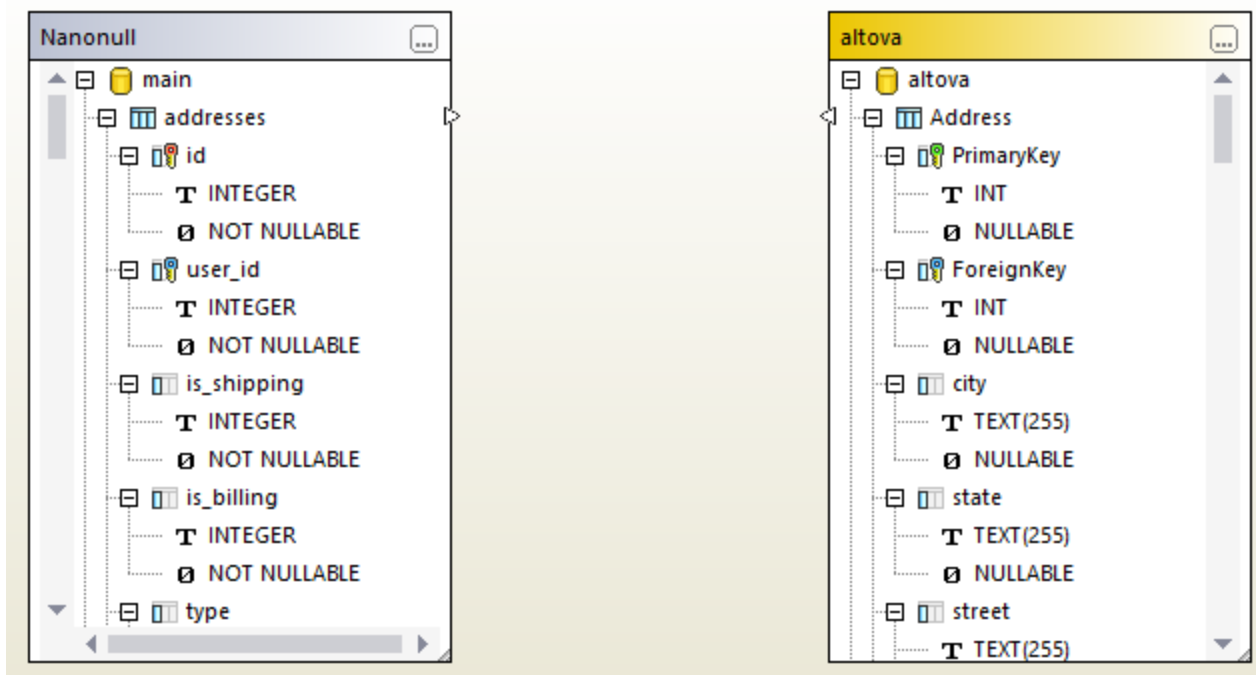 Nanonull
main
addresses
id
INTEGER
NOT NULLABLE
user_id
INTEGER
NOT NULLABLE
is_shipping
INTEGER
NOT NULLABLE
is_billing
INTEGER
NOT NULLABLE
type
altova
altova
Address
PrimaryKey
INT
NULLABLE
ForeignKey
INT
NULLABLE
city
TEXT(255)
NULLABLE
state
TEXT(255)
NULLABLE
street
TEXT(255)